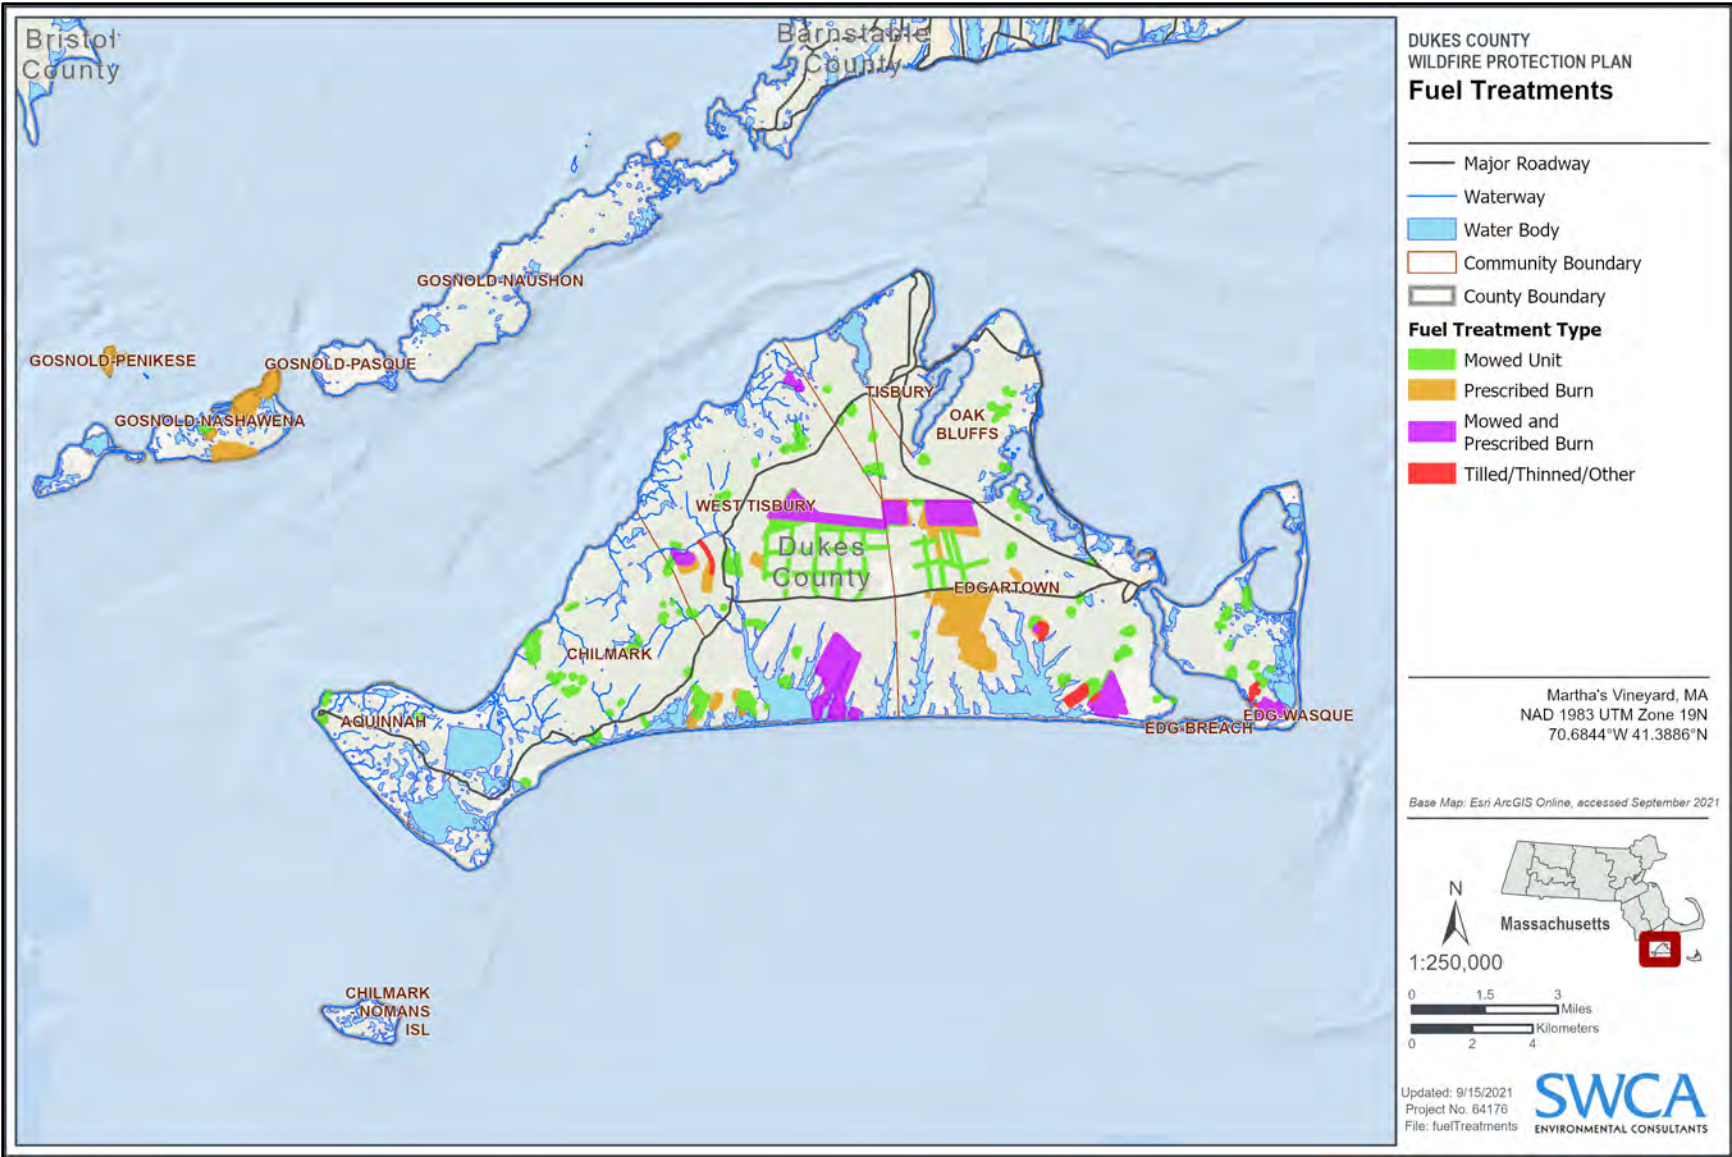 Bristol
County
Barnstable
County
GOSNOLD-NAUSHON
GOSNOLD-PENIKESE
GOSNOLD-PASQUE
GOSNOLD-NASHAWENA
TISBURY
OAK
BLUFFS
WEST TISBURY
Dukes
County
EDGARTOWN
CHILMARK
AQUINNAH
EDG-WASQUE
EDG-BREACH
CHILMARK
- NOMANS
ISL
DUKES COUNTY
WILDFIRE PROTECTION PLAN
Fuel Treatments
Major Roadway
Waterway
Water Body
Community Boundary
County Boundary
Fuel Treatment Type
Mowed Unit
Prescribed Burn
Mowed and
Prescribed Burn
Tilled/Thinned/Other
Martha's Vineyard, MA
NAD 1983 UTM Zone 19N
70.6844°W 41.3886°N
Base Map: Esri ArcGIS Online, accessed September 2021
N
Massachusetts
1:250,000
0 1.5 3
Miles
Kilometers
0 2 4
Updated: 9/15/2021
Project No. 64176
File: fuelTreatments
SWCA
ENVIRONMENTAL CONSULTANTS